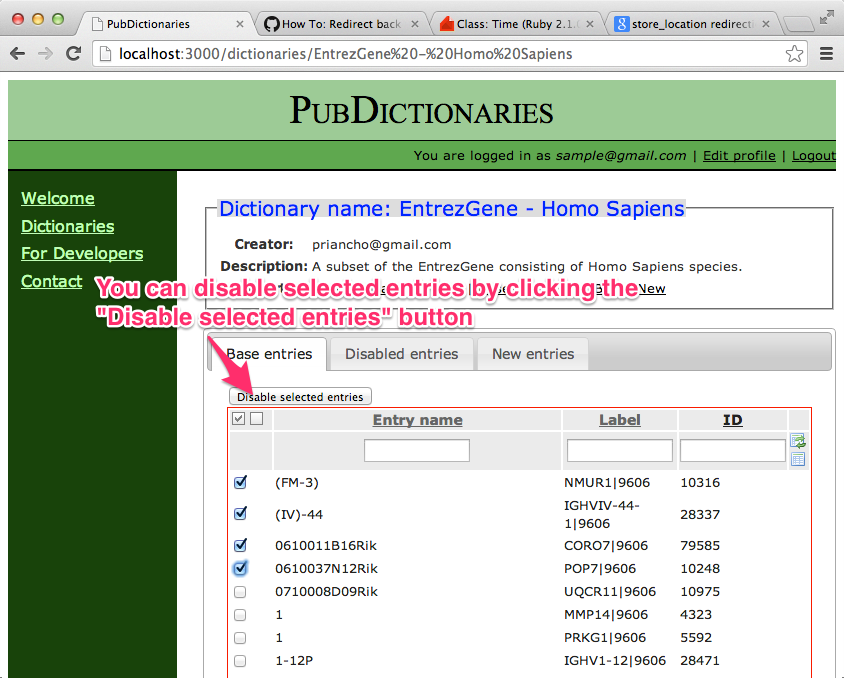 PubDictionaries
How To: Redirect back
Class: Time (Ruby 2.1.
store_location redirecti
localhost:3000/dictionaries/EntrezGene%20-%20Homo%20Sapiens
PUBDICTIONARIES
You are logged in as sample@gmail.com | Edit profile | Logout
Welcome
Dictionaries
For Developers
Contact
Dictionary name: EntrezGene - Homo Sapiens
Creator: priancho@gmail.com
Description: A subset of the EntrezGene consisting of Homo Sapiens species.
New
You can disable selected entries by clicking the
"Disable selected entries" button
Base entries Disabled entries New entries
Disable selected entries
Entry name Label ID
(FM-3) NMUR1|9606 10316
(IV)-44 IGHVIV-44-
1|9606 28337
0610011B16Rik CORO7|9606 79585
0610037N12Rik POP7|9606 10248
0710008D09Rik UQCR11|9606 10975
1 MMP14|9606 4323
1 PRKG1|9606 5592
1-12P IGHV1-12|9606 28471